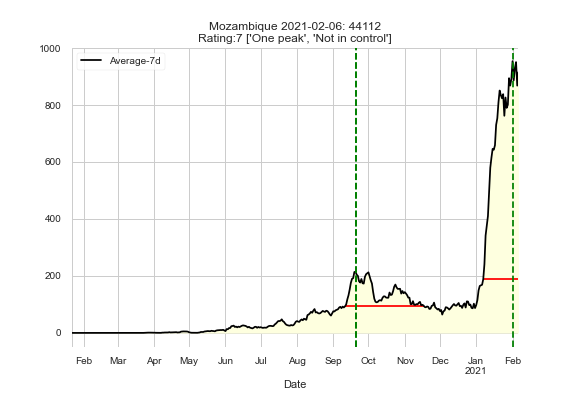 Mozambique 2021-02-06: 44112
Rating:7 ['One peak', 'Not in control']
Average-7d
1000
800
600
400
200
0
Feb Mar Apr May Jun Jul Aug Sep Oct Nov Dec Jan Feb
2021
Date